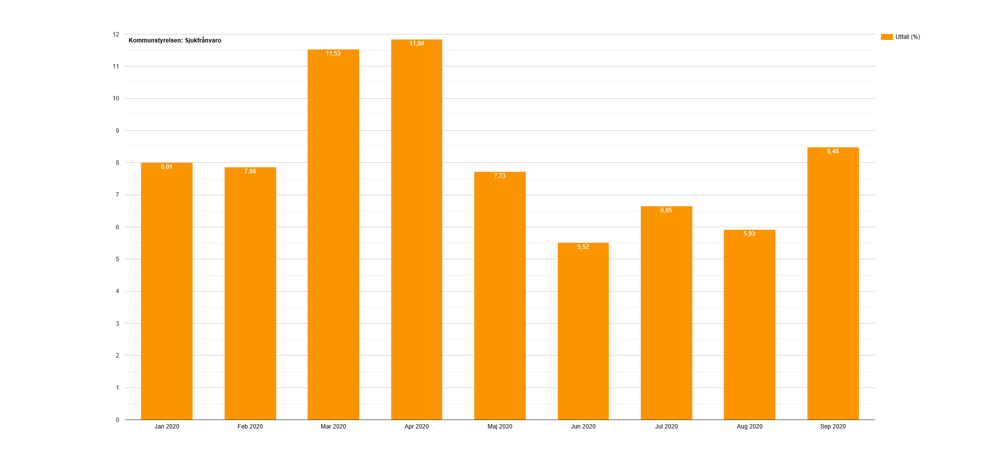 Kommunstyrelsen: Sjukfrånvaro
Utfall (%)
12
11
10
9
8
7
6
5
4
3
2
1
0
8,01
7,86
11,53
11,84
7,73
5,52
6,65
5,93
8,48
Jan 2020
Feb 2020
Mar 2020
Apr 2020
Maj 2020
Jun 2020
Jul 2020
Aug 2020
Sep 2020